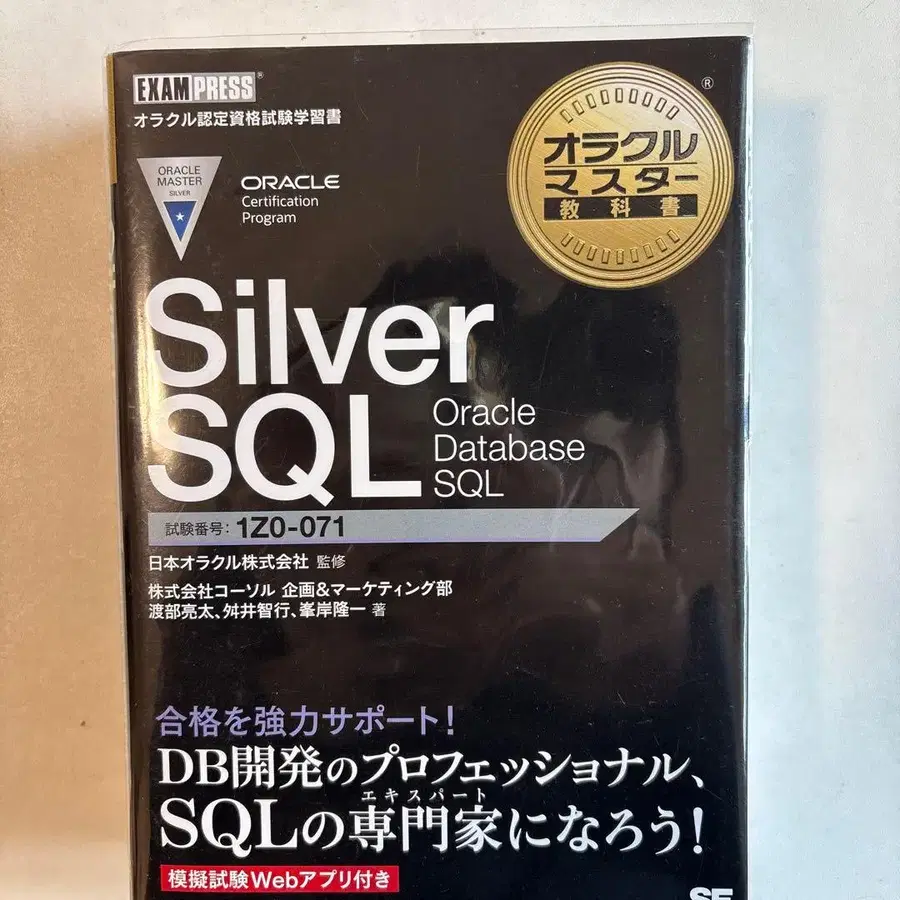 EXAMPRESS®
オラクル認定資格試験学習書
ORACLE
MASTER
SILVER
ORACLE
Certification
Program
®
オラクル
マスター
教科書
Silver
SQL
Oracle
Database
SQL
試験番号：1Z0-071
日本オラクル株式会社 監修
株式会社コーソル 企画&マーケティング部
渡部亮太、舛井智行、峯岸隆一 著
合格を強力サポート！
DB開発のプロフェッショナル、
エキスパート
SQLの専門家になろう！
模擬試験Webアプリ付き
SE